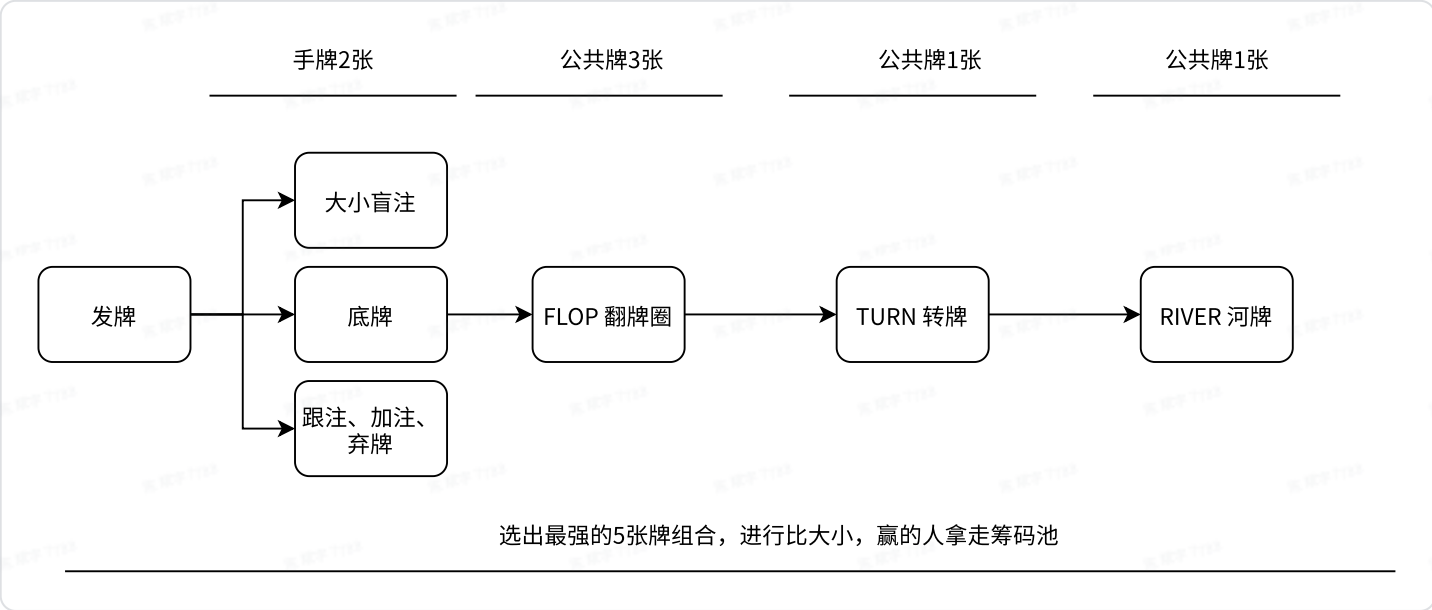 手牌2张
公共牌3张
公共牌1张
公共牌1张
大小盲注
发牌
底牌
FLOP 翻牌圈
TURN 转牌
RIVER 河牌
跟注、加注、
弃牌
选出最强的5张牌组合，进行比大小，赢的人拿走筹码池